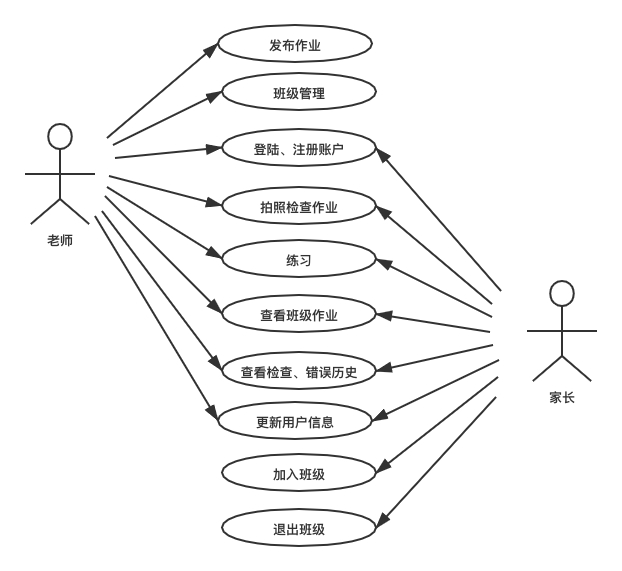 发布作业
班级管理
登陆、注册账户
拍照检查作业
老师
练习
查看班级作业
查看检查、错误历史
家长
更新用户信息
加入班级
退出班级